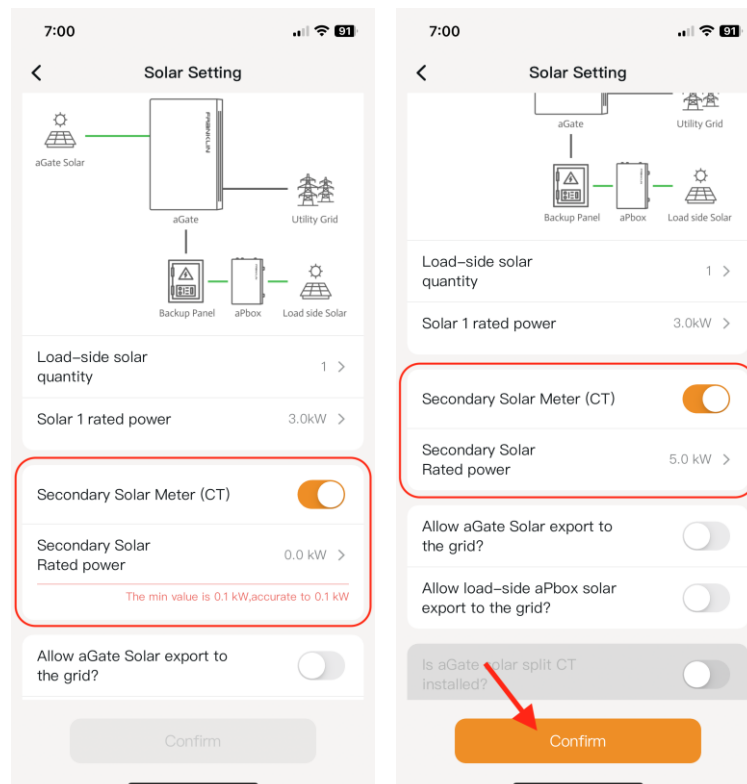 7:00
91
Solar Setting
aGate Solar
FRANKLIN
aGate
Utility Grid
Backup Panel
aPbox
Load side Solar
Load-side solar
quantity
1
Solar 1 rated power
3.0kW
Secondary Solar Meter (CT)
Secondary Solar
Rated power
0.0 kW
The min value is 0.1 kW,accurate to 0.1 kW
Allow aGate Solar export to
the grid?
Confirm
7:00
91
Solar Setting
aGate
Utility Grid
Backup Panel
aPbox
Load side Solar
Load-side solar
quantity
1
Solar 1 rated power
3.0kW
Secondary Solar Meter (CT)
Secondary Solar
Rated power
5.0 kW
Allow aGate Solar export to
the grid?
Allow load-side aPbox solar
export to the grid?
Is aGate solar split CT
installed?
Confirm